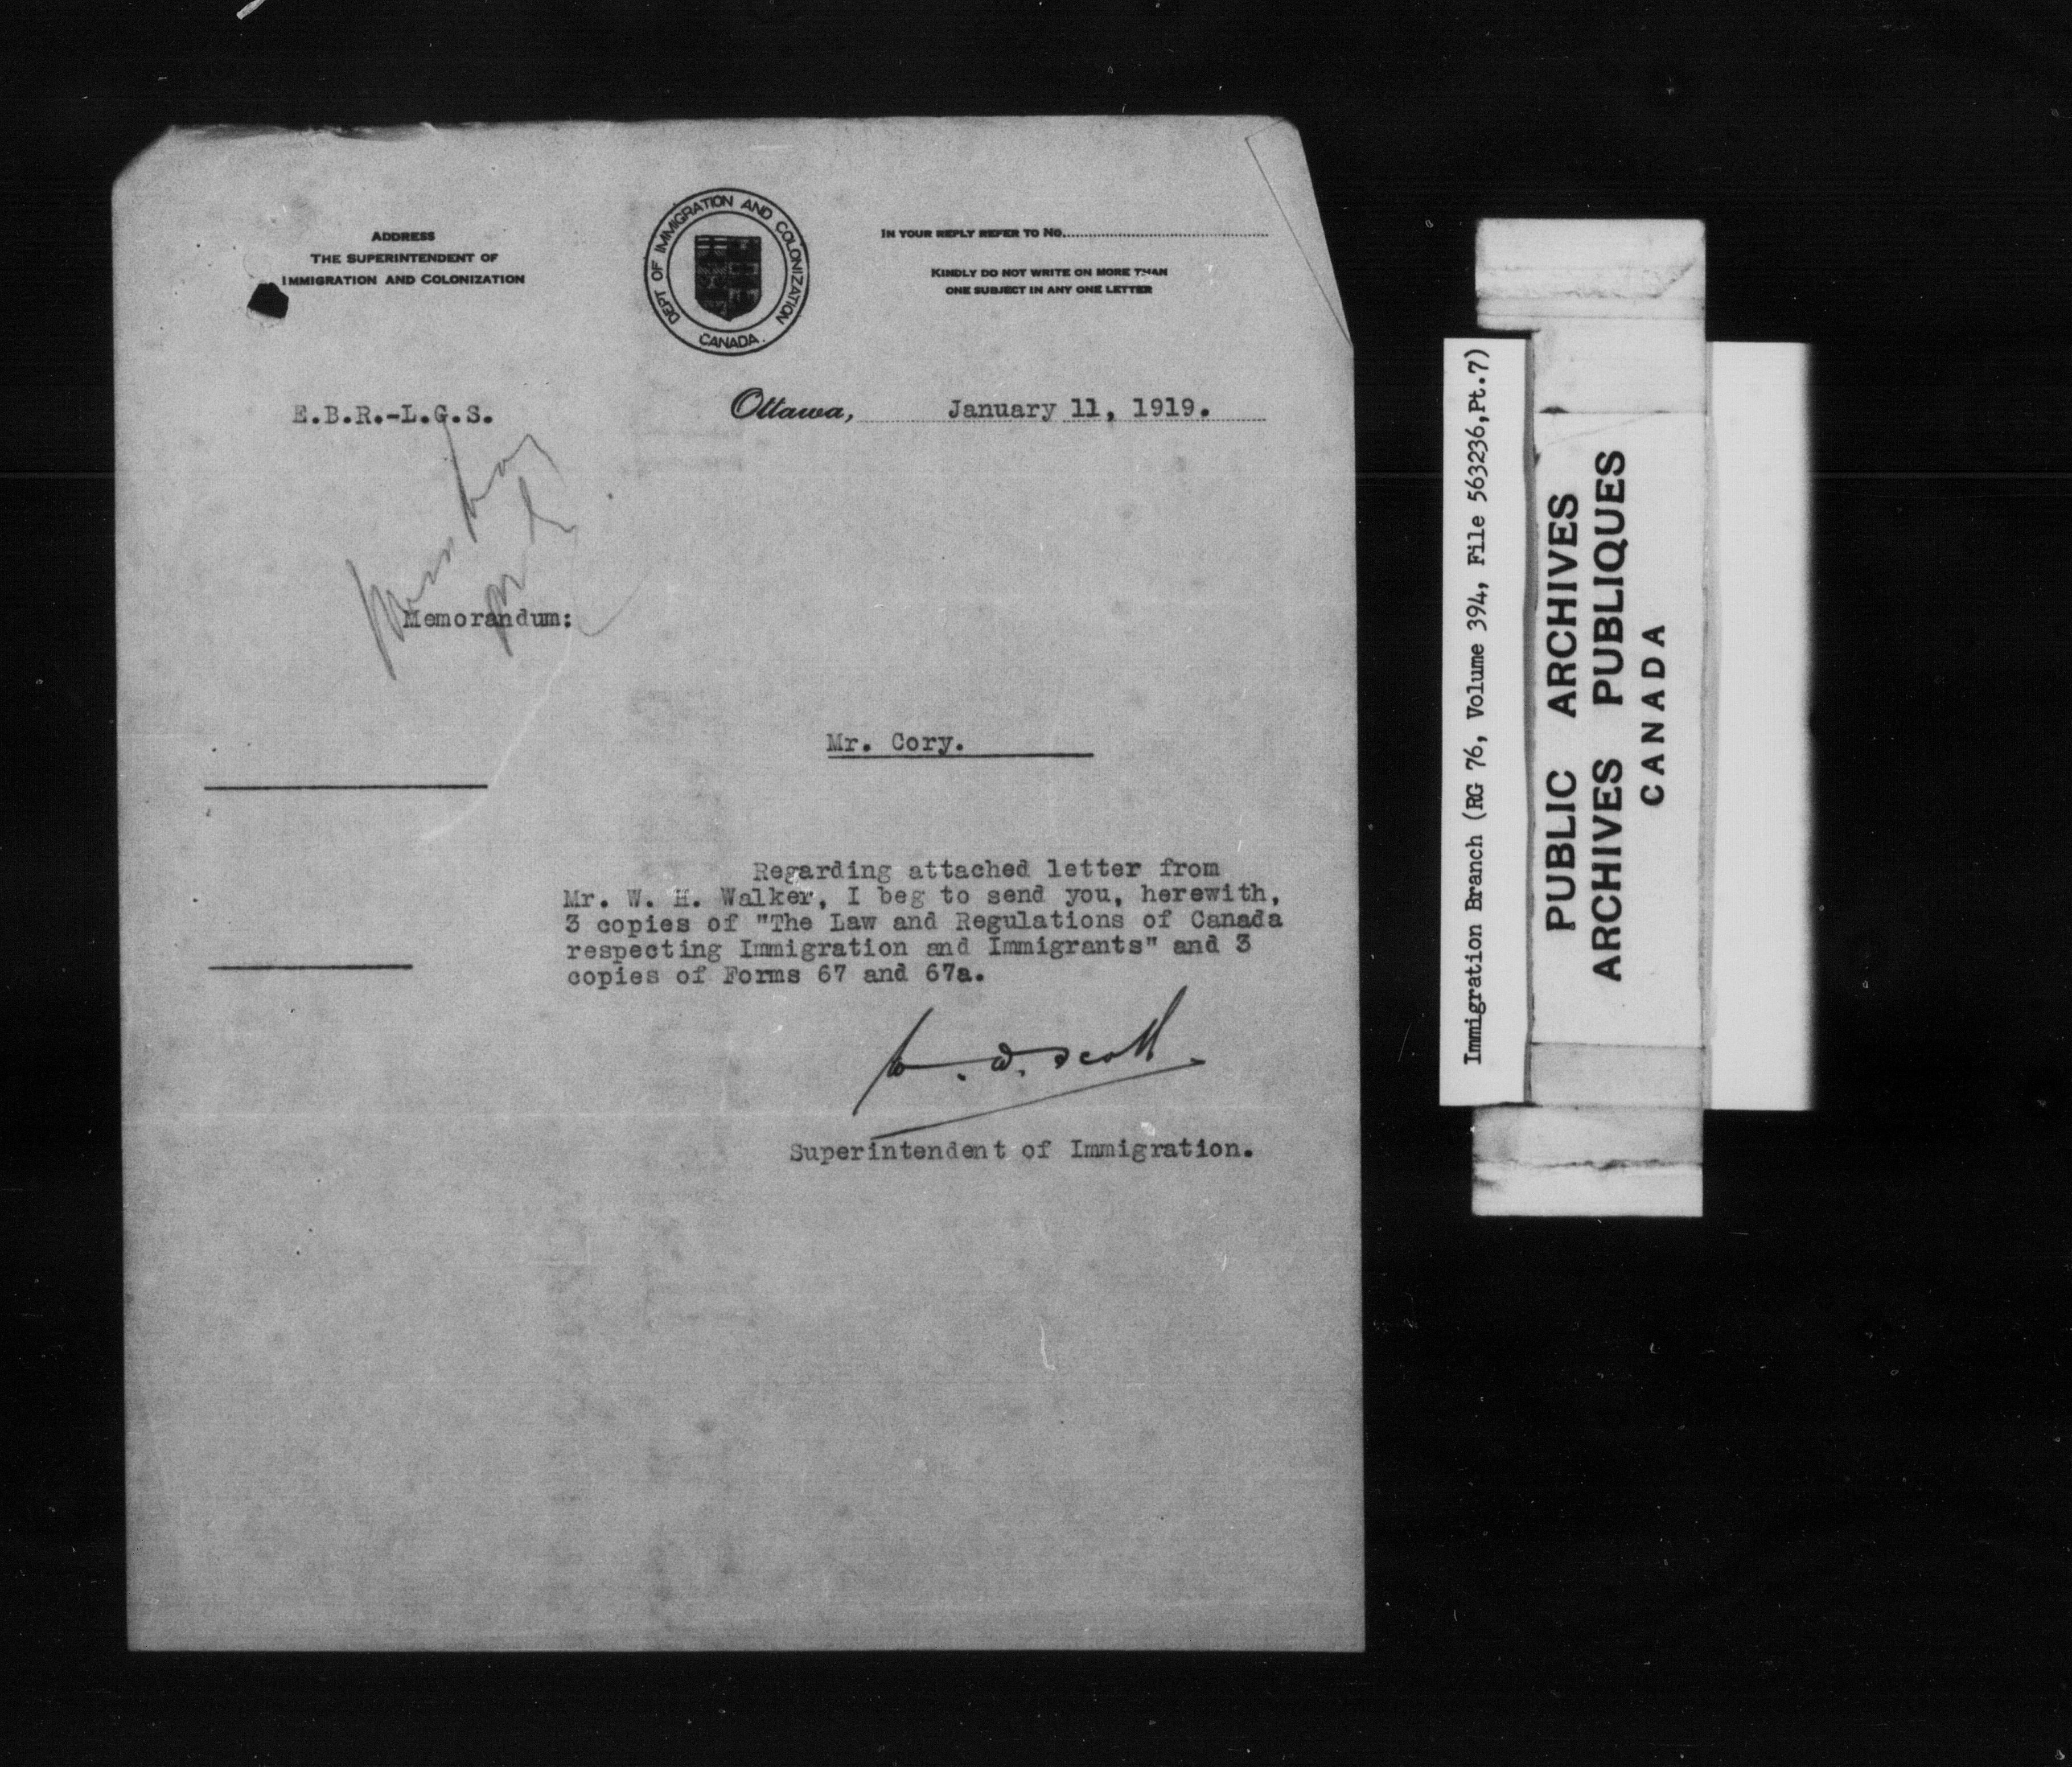 ADDRESS
THE SUPERINTENDENT OF
IMMIGRATION AND COLONIZATION
DEPT OF IMMIGRATION AND COLONIZATION
CANADA.
IN YOUR REPLY REFER TO No.
KINDLY DO NOT WRITE ON MORE THAN
ONE SUBJECT IN ANY ONE LETTER
E.B.R.-L.G.S.
Ottawa, January 11, 1919.
Memorandum:
Mr. Cory.
Regarding attached letter from
Mr. W. H. Walker, I beg to send you, herewith,
3 copies of "The Law and Regulations of Canada
respecting Immigration and Immigrants" and 3
copies of Forms 67 and 67a.
W. D. Scott
Superintendent of Immigration.
Immigration Branch (RG 76, Volume 394, File 563236,Pt.7)
PUBLIC ARCHIVES
ARCHIVES PUBLIQUES
CANADA